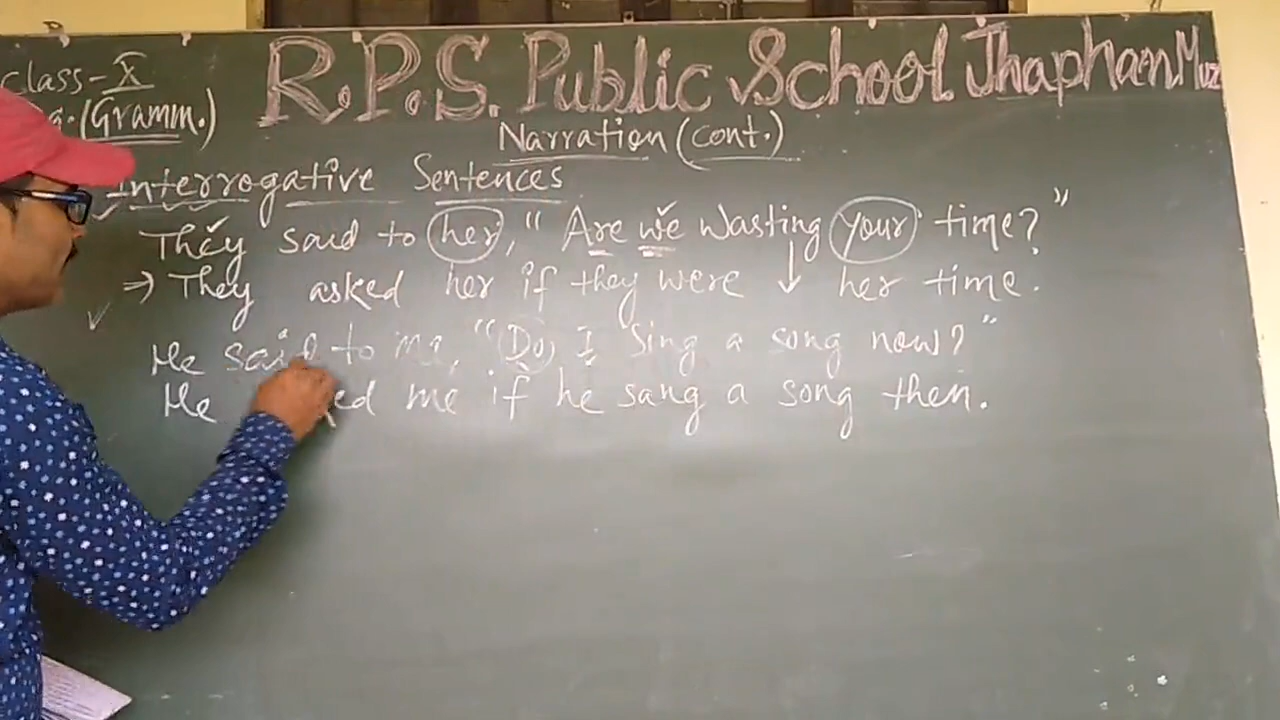 Class-X
R.P.S. Public School Jhaphan Muz
(Gramm.)
Narration (Cont.)
Interrogative Sentences
They said to her, "Are we wasting your time?"
⇒ They asked her if they were ↓ her time.
He said to me, "Do I sing a song now?"
He me if he sang a song then.